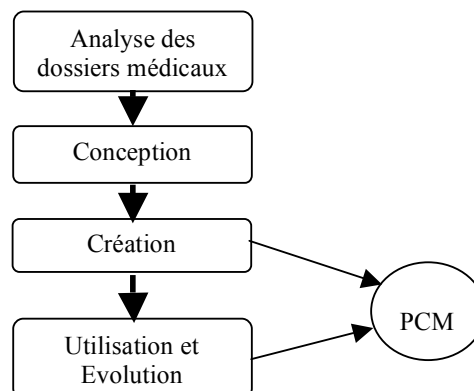 Analyse des
dossiers médicaux
Conception
Création
PCM
Utilisation et
Evolution